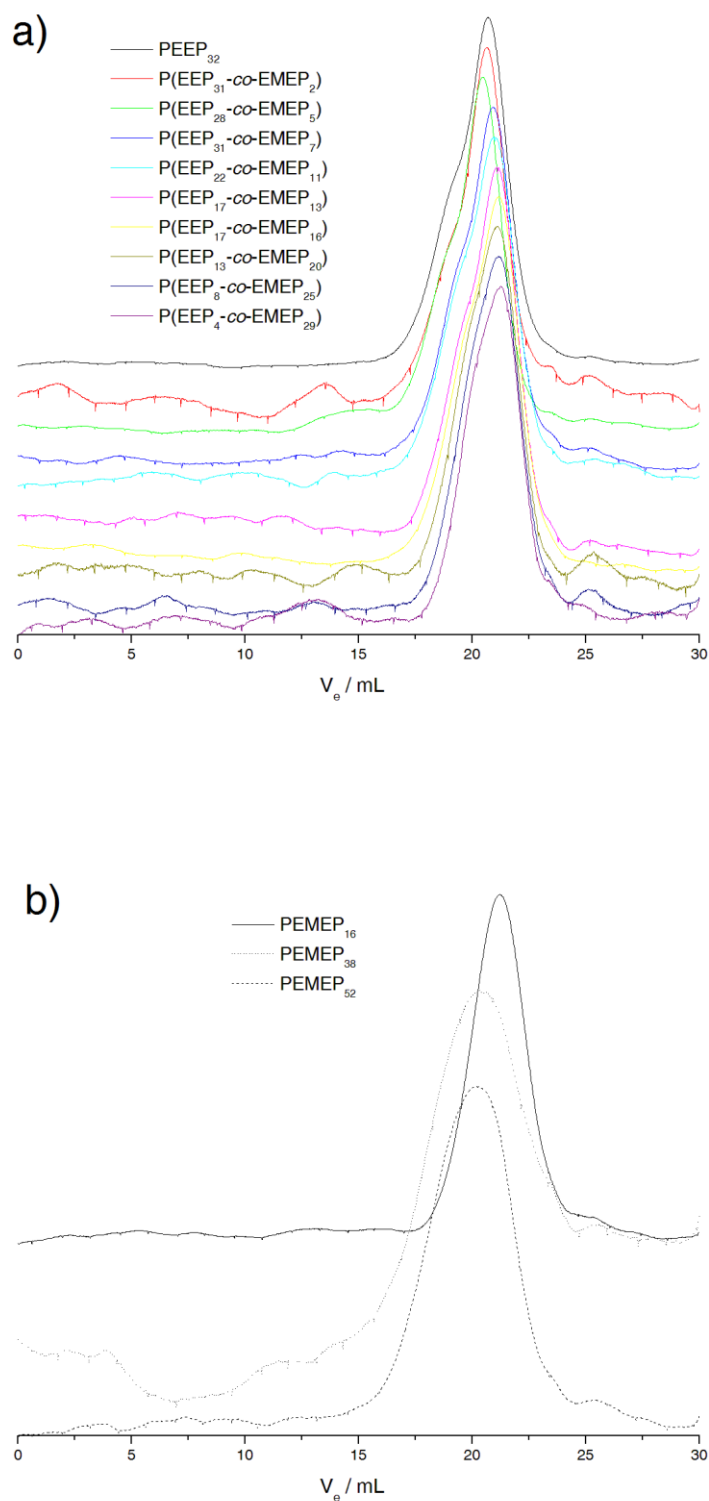 a)
PEEP₃₂
P(EEP₃₁-co-EMEP₂)
P(EEP₂₈-co-EMEP₅)
P(EEP₃₁-co-EMEP₇)
P(EEP₂₂-co-EMEP₁₁)
P(EEP₁₇-co-EMEP₁₃)
P(EEP₁₇-co-EMEP₁₆)
P(EEP₁₃-co-EMEP₂₀)
P(EEP₈-co-EMEP₂₅)
P(EEP₄-co-EMEP₂₉)
0 5 10 15 20 25 30
Vₑ / mL
b)
PEMEP₁₆
PEMEP₃₈
PEMEP₅₂
0 5 10 15 20 25 30
Vₑ / mL